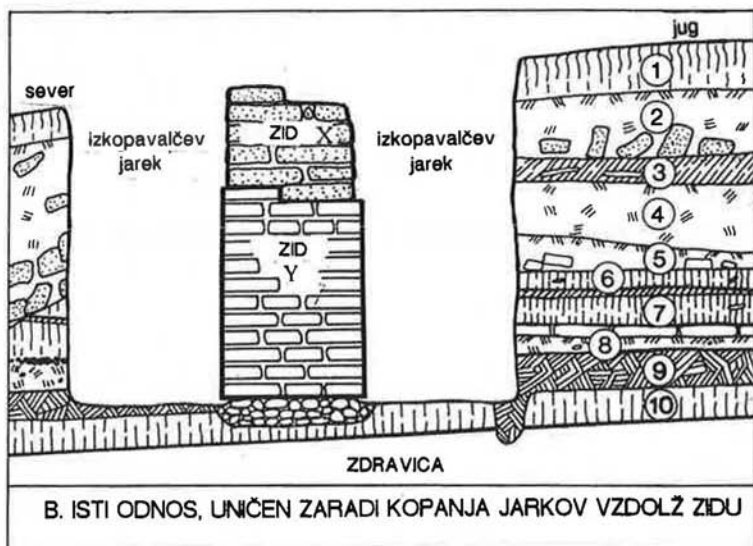 jug
sever
1
izkopavalčev
jarek
ZID X
izkopavalčev
jarek
2
3
4
ZID
Y
5
6
7
8
9
10
ZDRAVICA
B. ISTI ODNOS, UNIČEN ZARADI KOPANJA JARKOV VZDOLŽ ZIDU